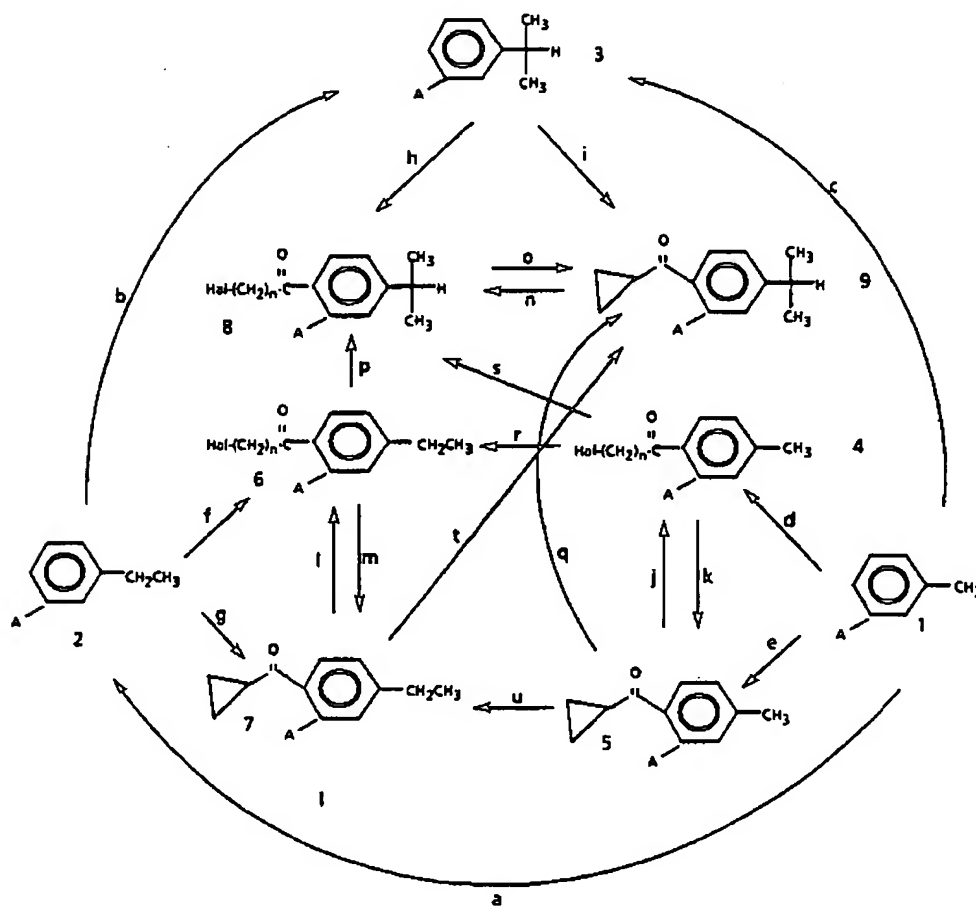 CH3
H 3
A CH3
h i c
O CH3 O CH3
o
Hal-(CH2)n-C H H 9
n
b 8 A CH3 A CH3
p s
O O
r
Hal-(CH2)n-C CH2CH3 Hal-(CH2)n-C CH3 4
6 A A
f t d
l m q j k
CH2CH3 CH3
A 2 g A 1
O e
CH2CH3 u O
7 A 5 CH3
A
1
a